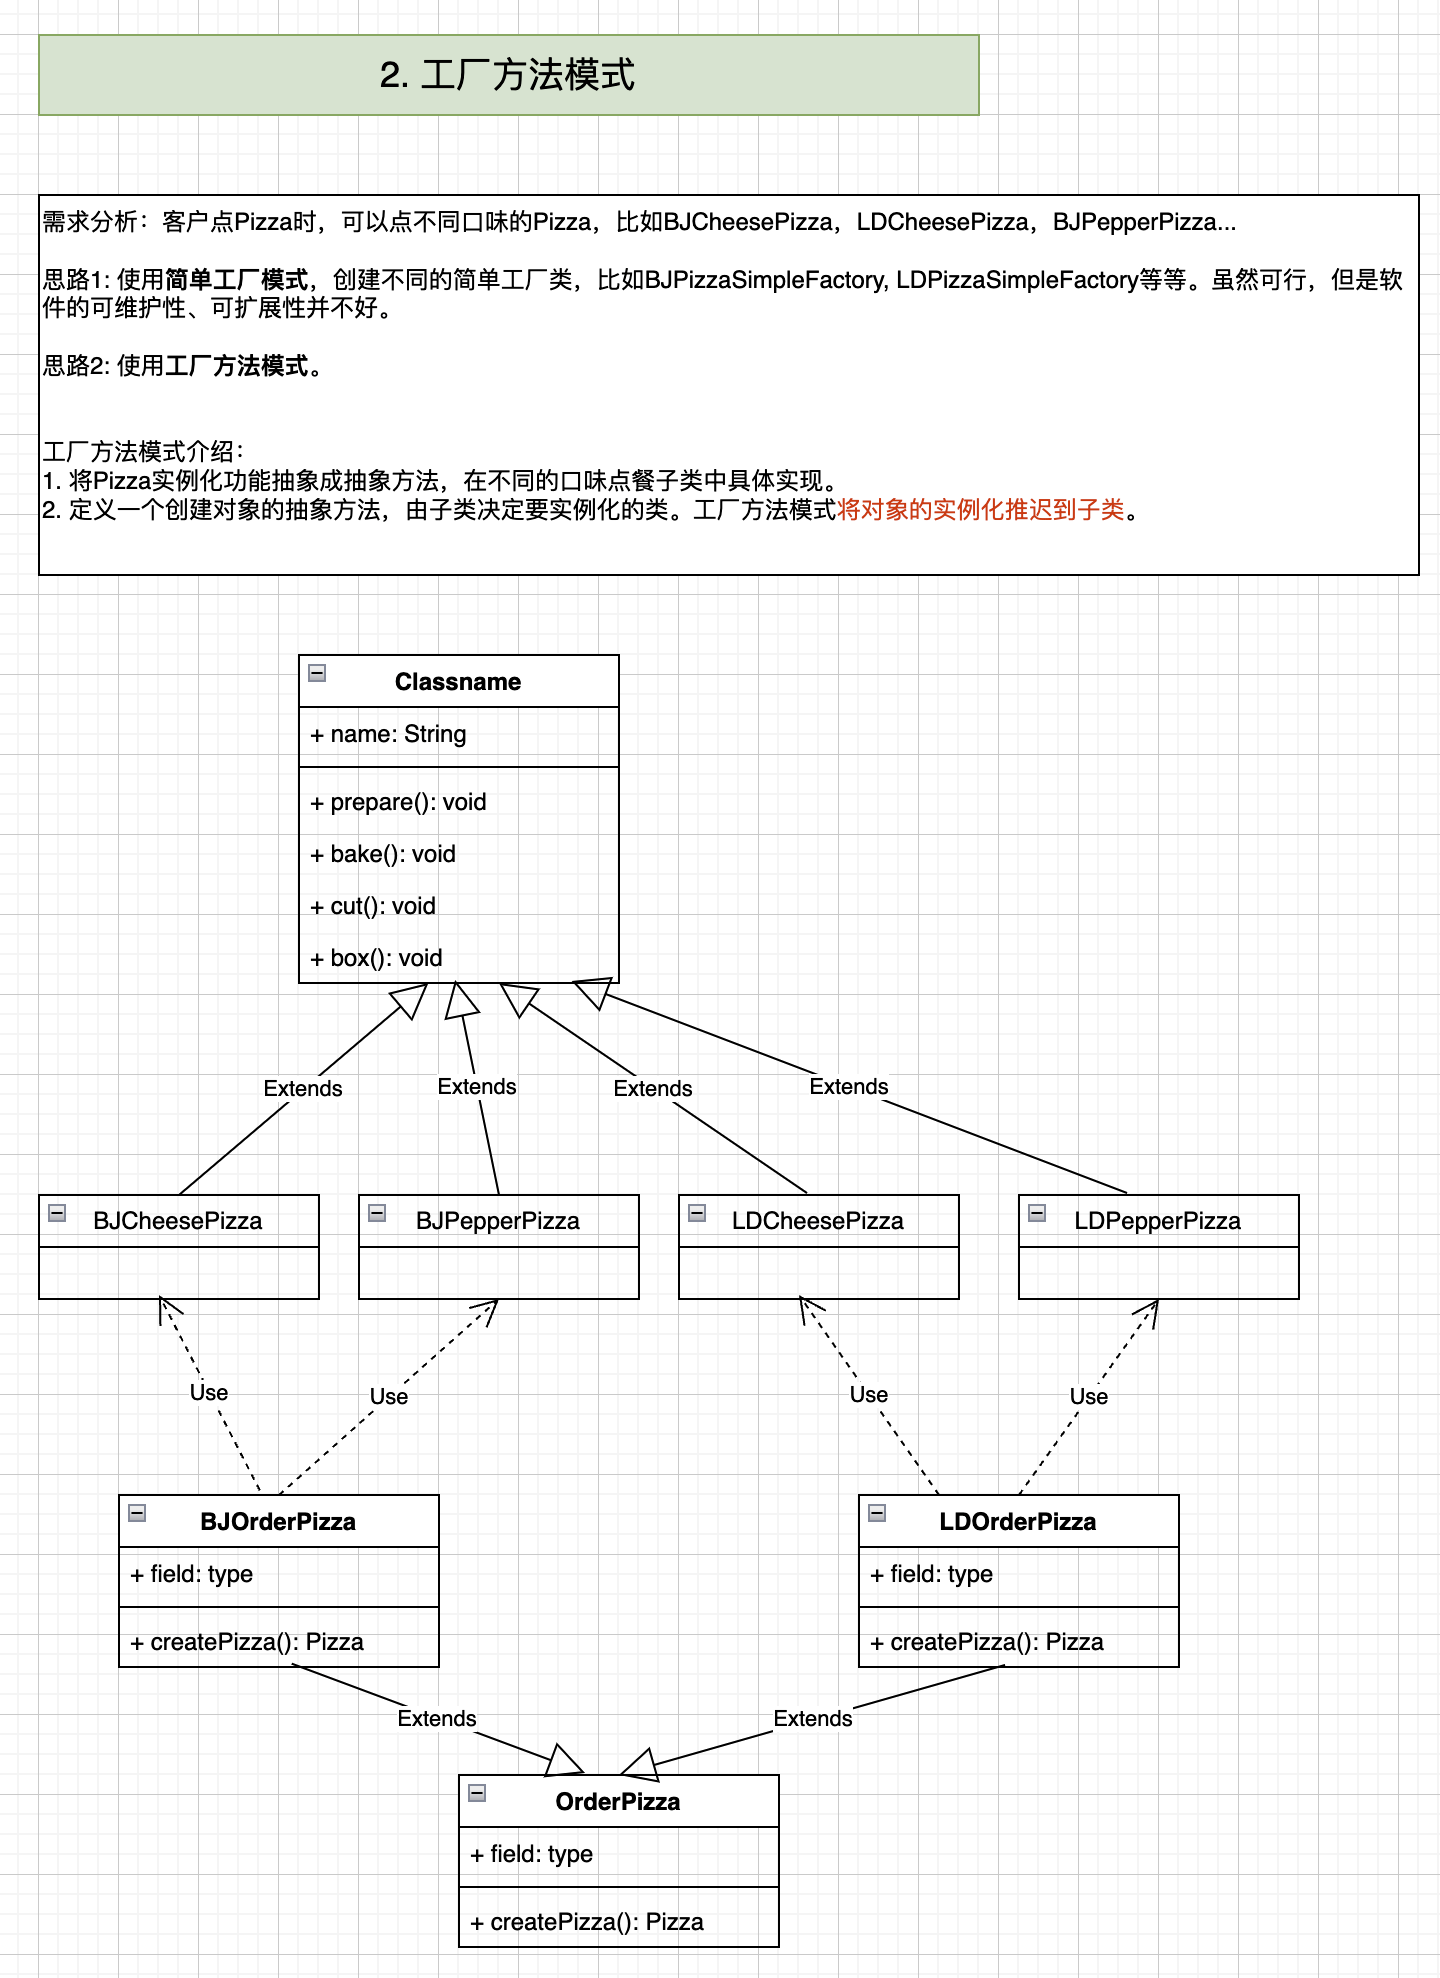 2. 工厂方法模式
需求分析：客户点Pizza时，可以点不同口味的Pizza，比如BJCheesePizza，LDCheesePizza，BJPepperPizza...
思路1: 使用简单工厂模式，创建不同的简单工厂类，比如BJPizzaSimpleFactory, LDPizzaSimpleFactory等等。虽然可行，但是软
件的可维护性、可扩展性并不好。
思路2: 使用工厂方法模式。
工厂方法模式介绍：
1. 将Pizza实例化功能抽象成抽象方法，在不同的口味点餐子类中具体实现。
2. 定义一个创建对象的抽象方法，由子类决定要实例化的类。工厂方法模式将对象的实例化推迟到子类。
Classname
+ name: String
+ prepare(): void
+ bake(): void
+ cut(): void
+ box(): void
Extends
Extends
Extends
Extends
BJCheesePizza
BJPepperPizza
LDCheesePizza
LDPepperPizza
Use
Use
Use
Use
BJOrderPizza
+ field: type
+ createPizza(): Pizza
LDOrderPizza
+ field: type
+ createPizza(): Pizza
Extends
Extends
OrderPizza
+ field: type
+ createPizza(): Pizza